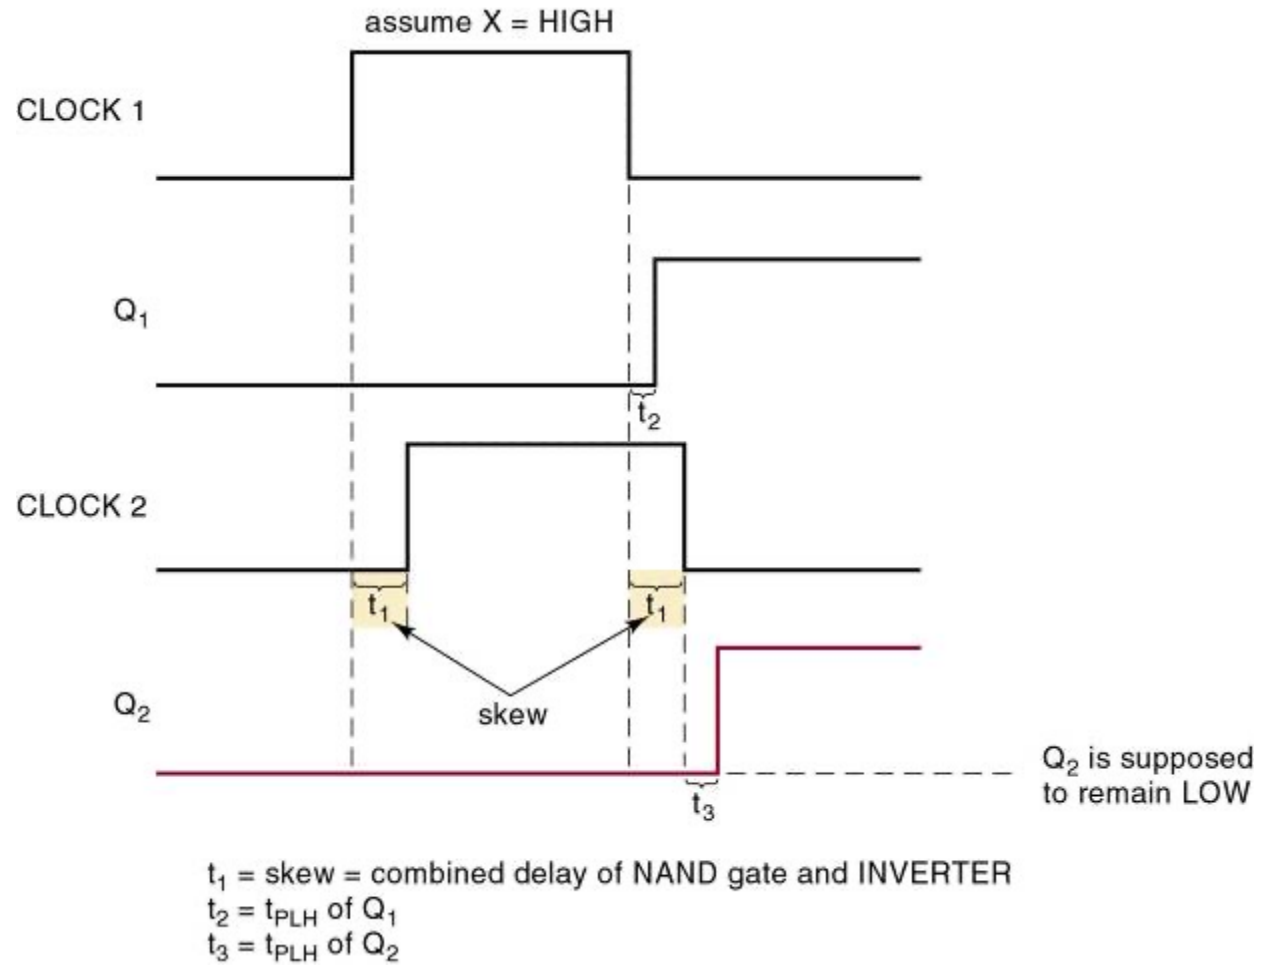 assume X = HIGH
CLOCK 1
Q₁
t₂
CLOCK 2
t₁
t₁
skew
Q₂
t₃
Q₂ is supposed
to remain LOW
t₁ = skew = combined delay of NAND gate and INVERTER
t₂ = tPLH of Q₁
t₃ = tPLH of Q₂